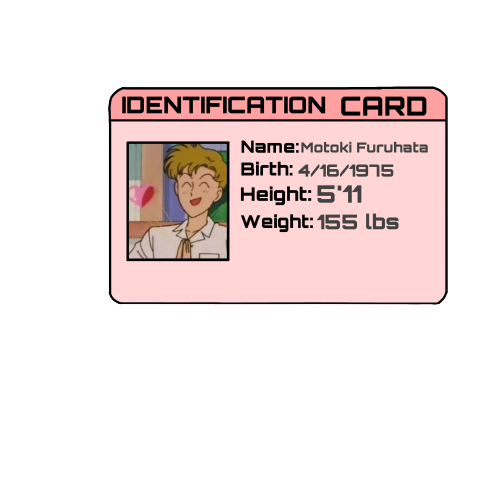 IDENTIFICATION CARD
Name:Motoki Furuhata
Birth: 4/16/1975
Height: 5'11
Weight: 155 lbs